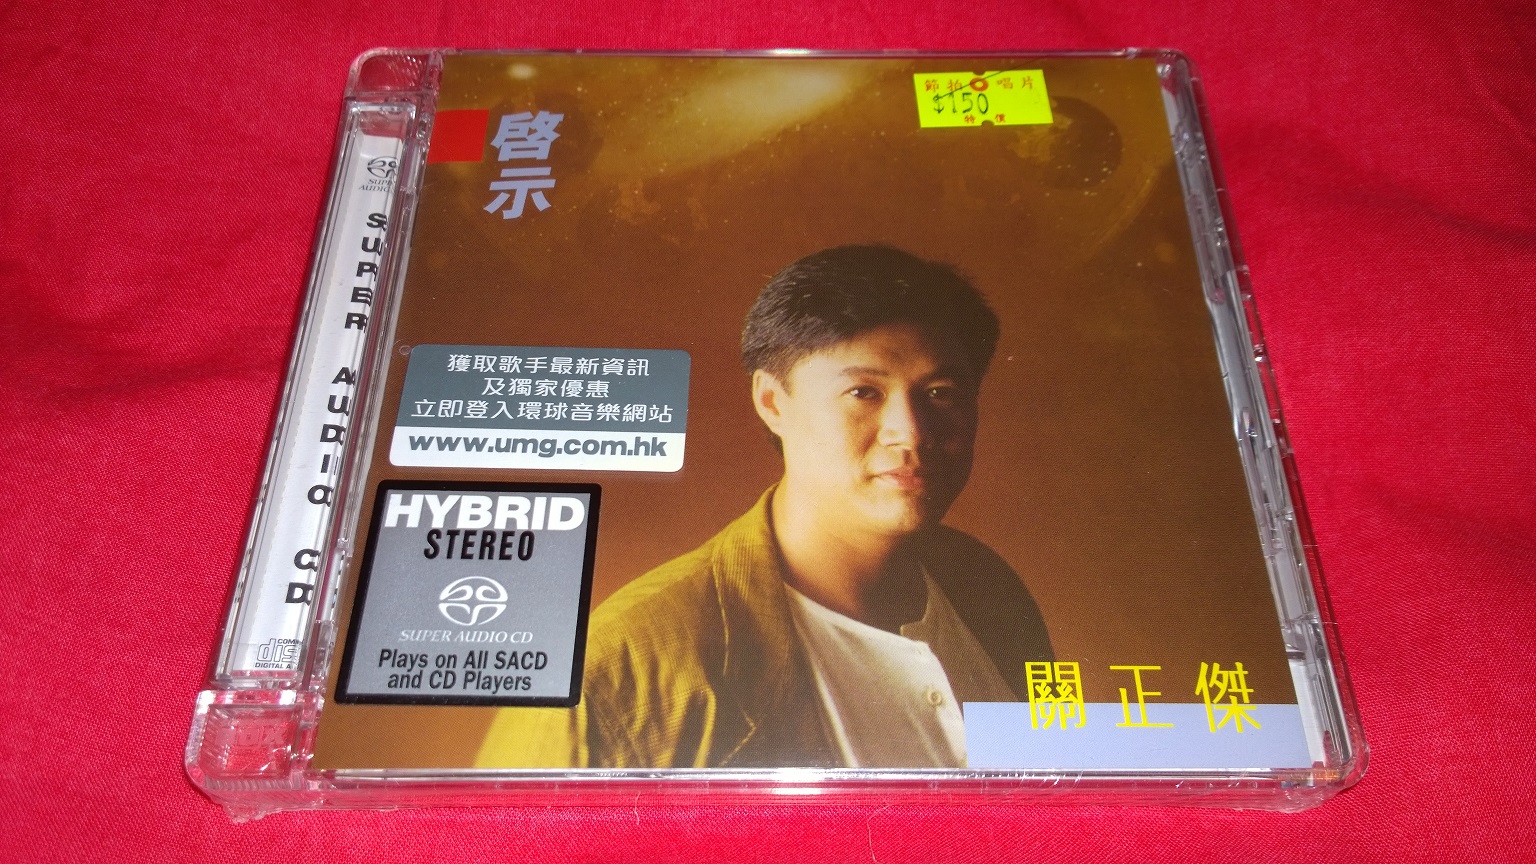 節拍唱片
$150
特價
啓示
獲取歌手最新資訊
及獨家優惠
立即登入環球音樂網站
www.umg.com.hk
HYBRID
STEREO
SUPER AUDIO CD
Plays on All SACD
and CD Players
關正傑
SUPER
AUDIO
SUPER AUDIO CD